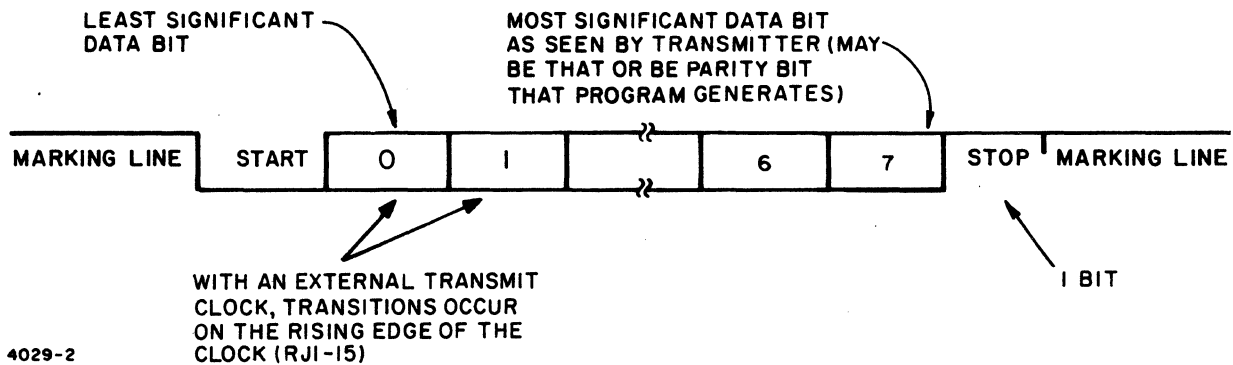 LEAST SIGNIFICANT
DATA BIT
MOST SIGNIFICANT DATA BIT
AS SEEN BY TRANSMITTER (MAY
BE THAT OR BE PARITY BIT
THAT PROGRAM GENERATES)
MARKING LINE START 0 1 6 7 STOP MARKING LINE
WITH AN EXTERNAL TRANSMIT
CLOCK, TRANSITIONS OCCUR
ON THE RISING EDGE OF THE
CLOCK (RJ1-15)
1 BIT
4029-2